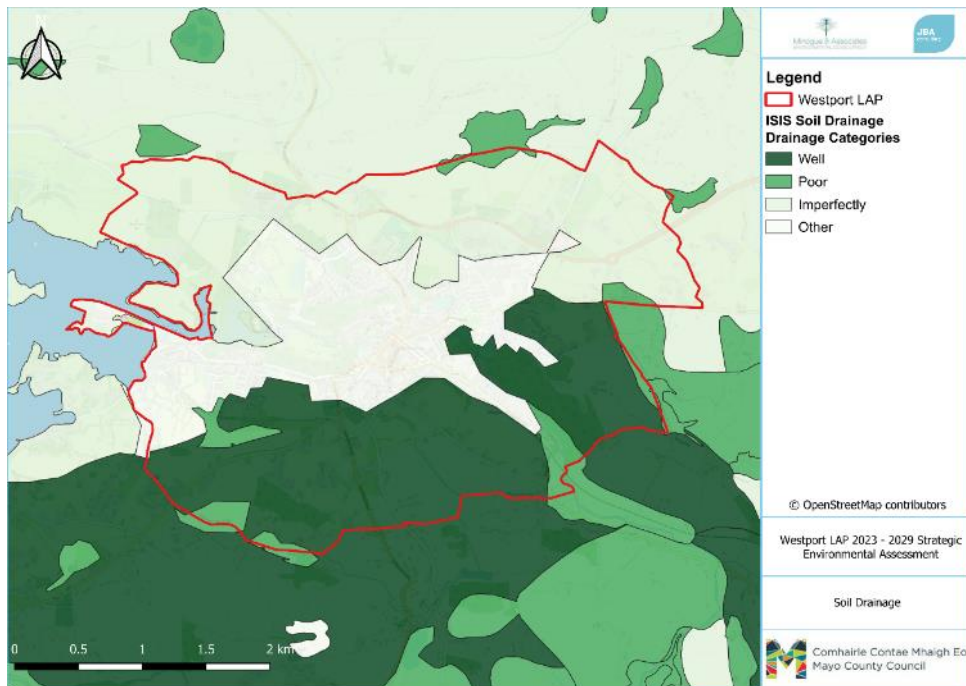 N
Minogue & Associates
JBA
Legend
Westport LAP
ISIS Soil Drainage
Drainage Categories
Well
Poor
Imperfectly
Other
© OpenStreetMap contributors
Westport LAP 2023 - 2029 Strategic
Environmental Assessment
Soil Drainage
Comhairle Contae Mhaigh Eo
Mayo County Council
0 0.5 1 1.5 2 km